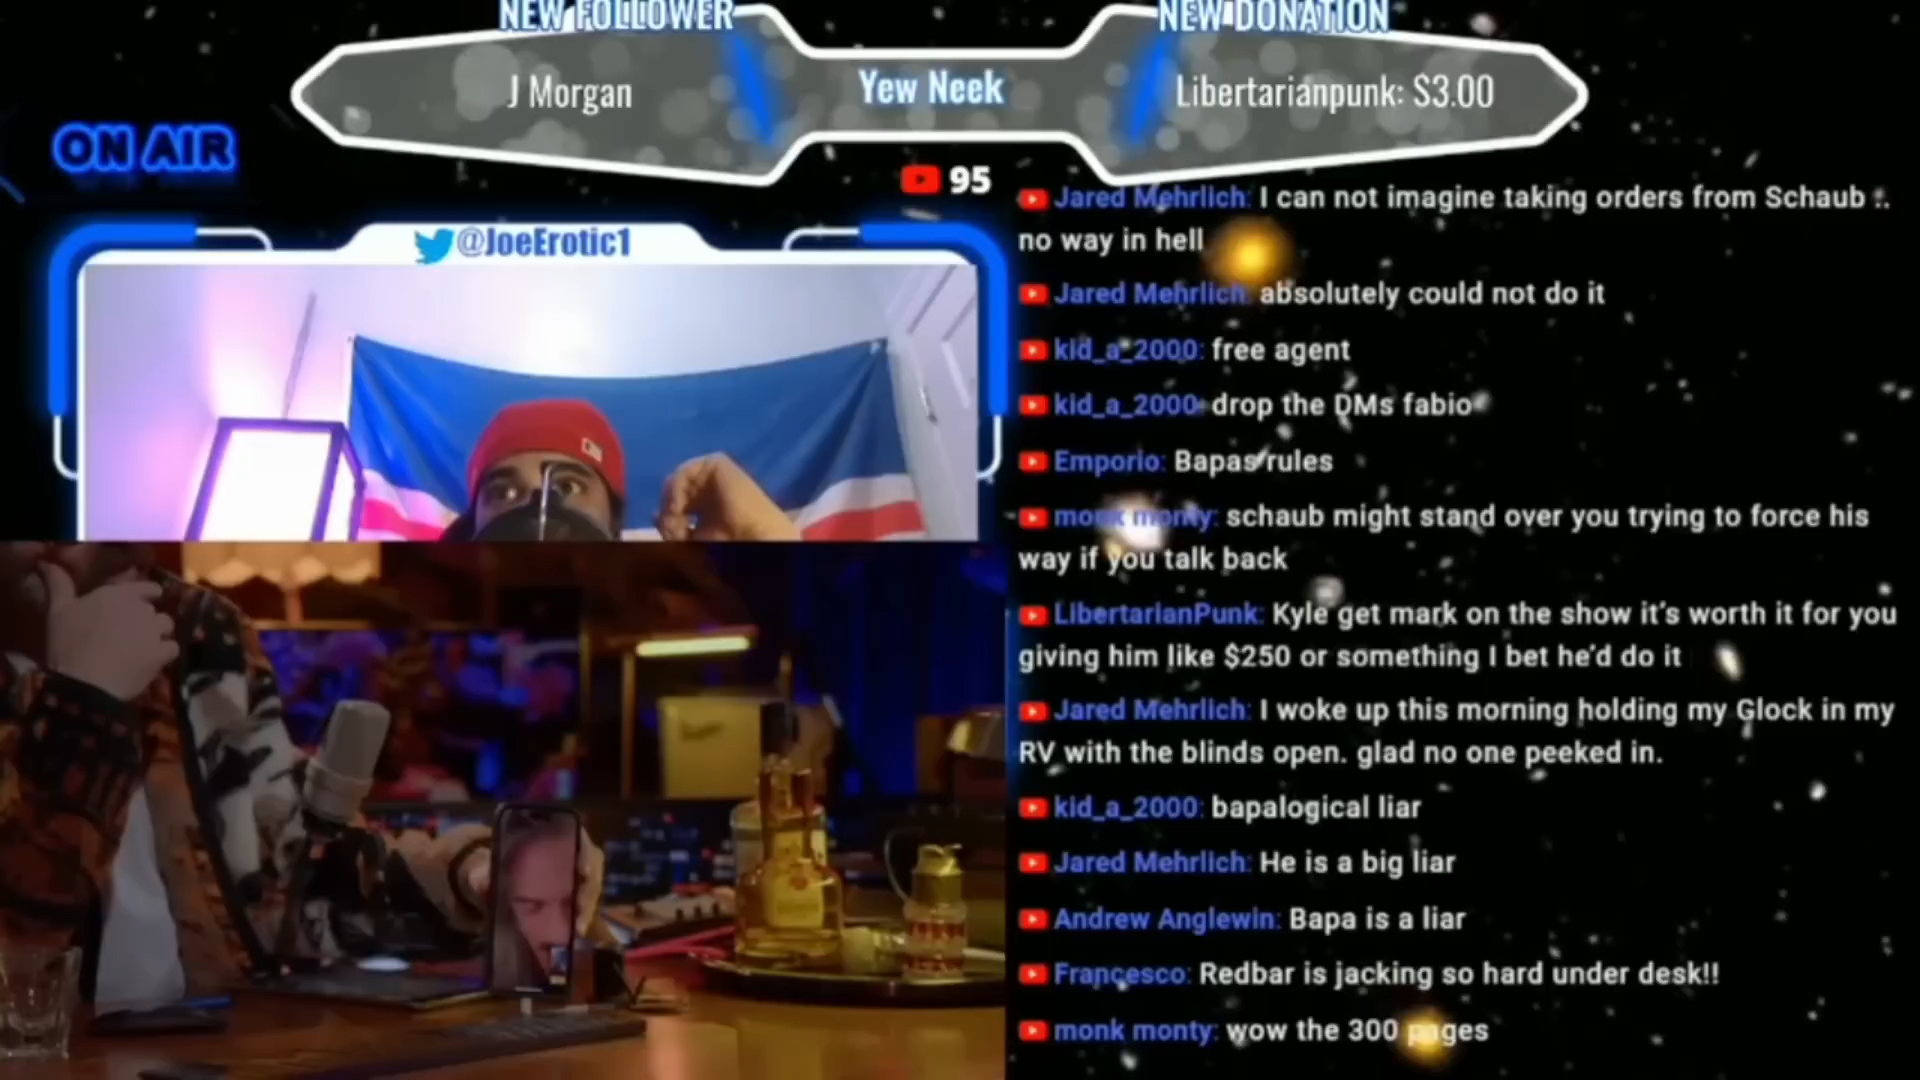 NEW FOLLOWER
NEW DONATION
J Morgan
Yew Neek
Libertarianpunk: $3.00
ON AIR
95
@JoeErotic1
Jared Mehrlich: I can not imagine taking orders from Schaub :.
no way in hell
Jared Mehrlich: absolutely could not do it
kid_a_2000: free agent
kid_a_2000: drop the DMs fabio
Emporio: Bapas rules
monk monty: schaub might stand over you trying to force his
way if you talk back
LibertarianPunk: Kyle get mark on the show it's worth it for you
giving him like $250 or something I bet he'd do it
Jared Mehrlich: I woke up this morning holding my Glock in my
RV with the blinds open. glad no one peeked in.
kid_a_2000: bapalogical liar
Jared Mehrlich: He is a big liar
Andrew Anglewin: Bapa is a liar
Francesco: Redbar is jacking so hard under desk!!
monk monty: wow the 300 pages